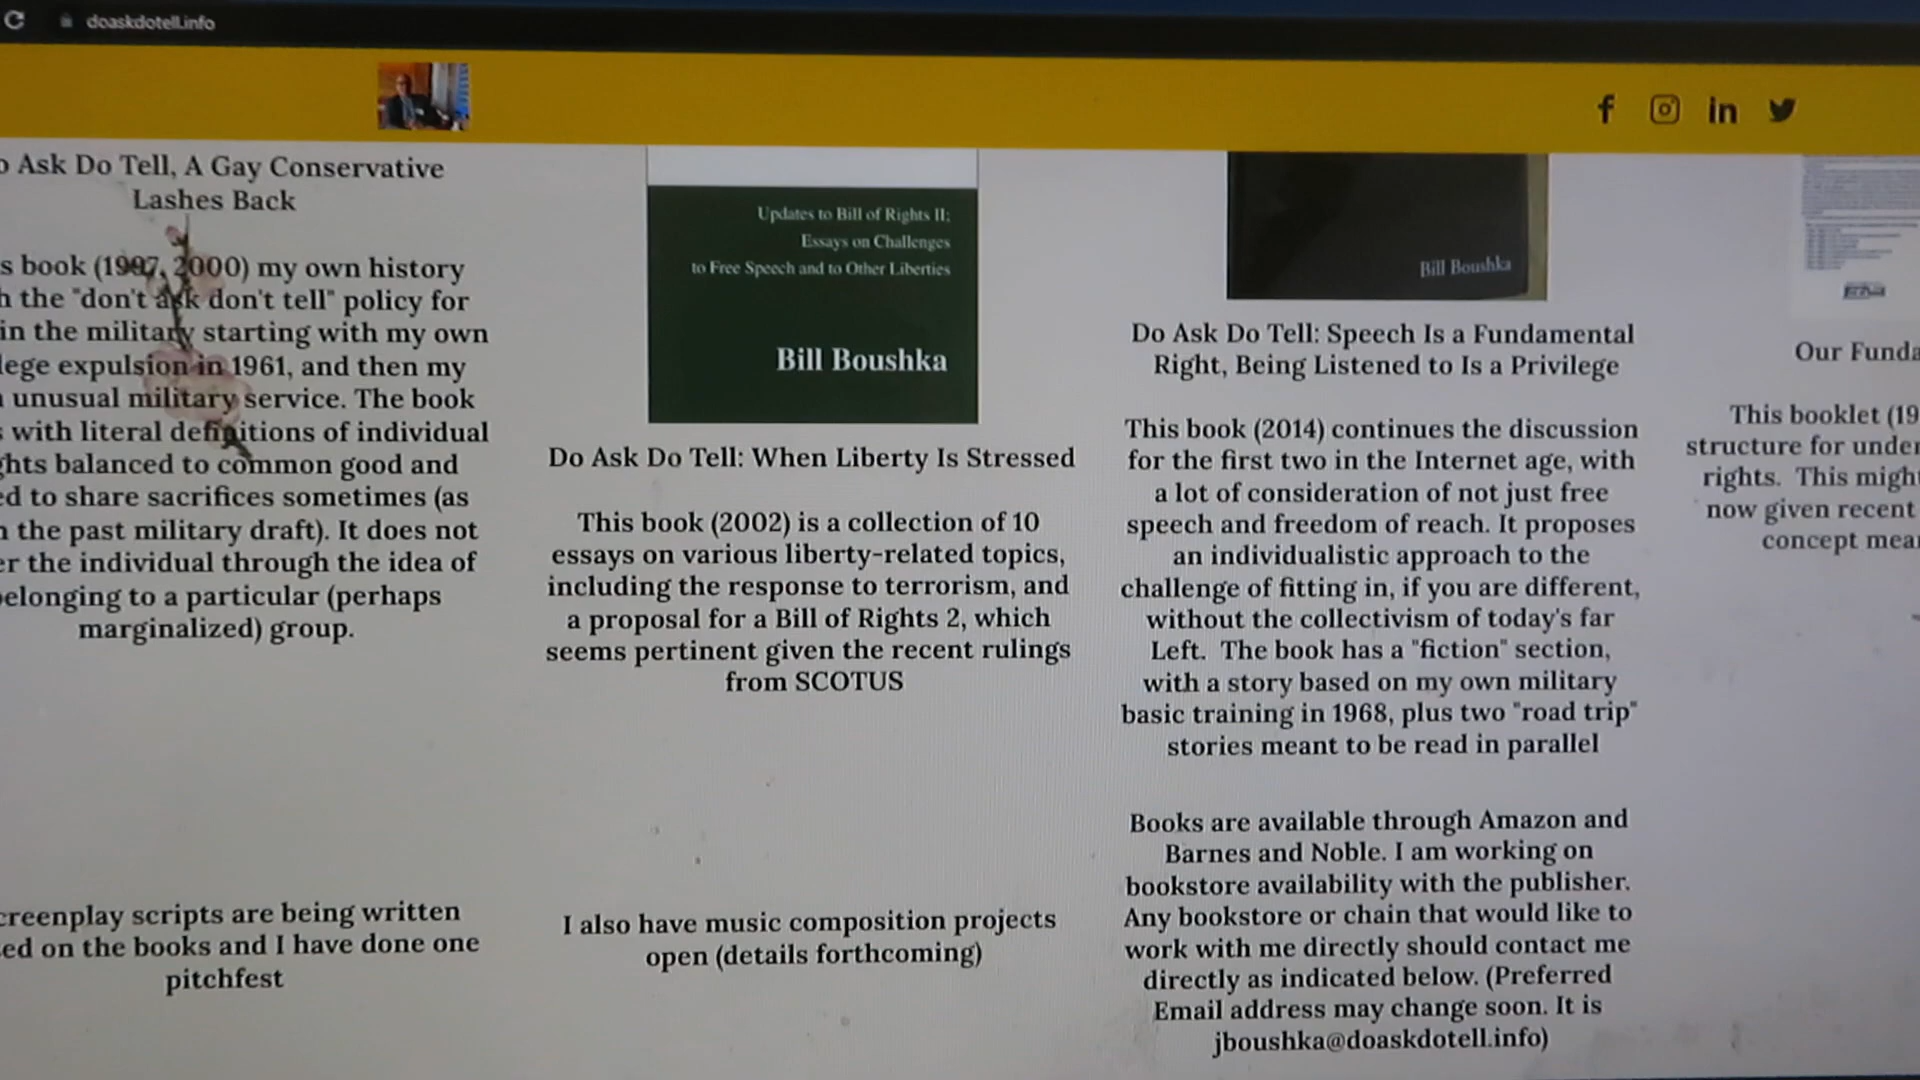 doaskdotell.info
Ask Do Tell, A Gay Conservative
Lashes Back
book (1997, 2000) my own history
the "don't ask don't tell" policy for
in the military starting with my own
expulsion in 1961, and then my
unusual military service. The book
with literal definitions of individual
balanced to common good and
to share sacrifices sometimes (as
the past military draft). It does not
the individual through the idea of
belonging to a particular (perhaps
marginalized) group.
creenplay scripts are being written
on the books and I have done one
pitchfest
Updates to Bill of Rights II:
Essays on Challenges
to Free Speech and to Other Liberties
Bill Boushka
Do Ask Do Tell: When Liberty Is Stressed
This book (2002) is a collection of 10
essays on various liberty-related topics,
including the response to terrorism, and
a proposal for a Bill of Rights 2, which
seems pertinent given the recent rulings
from SCOTUS
I also have music composition projects
open (details forthcoming)
Bill Boushka
Do Ask Do Tell: Speech Is a Fundamental
Right, Being Listened to Is a Privilege
This book (2014) continues the discussion
for the first two in the Internet age, with
a lot of consideration of not just free
speech and freedom of reach. It proposes
an individualistic approach to the
challenge of fitting in, if you are different,
without the collectivism of today's far
Left. The book has a "fiction" section,
with a story based on my own military
basic training in 1968, plus two "road trip"
stories meant to be read in parallel
Books are available through Amazon and
Barnes and Noble. I am working on
bookstore availability with the publisher.
Any bookstore or chain that would like to
work with me directly should contact me
directly as indicated below. (Preferred
Email address may change soon. It is
jboushka@doaskdotell.info)
Our Funda
This booklet (19
structure for under
rights. This might
now given recent
concept mea